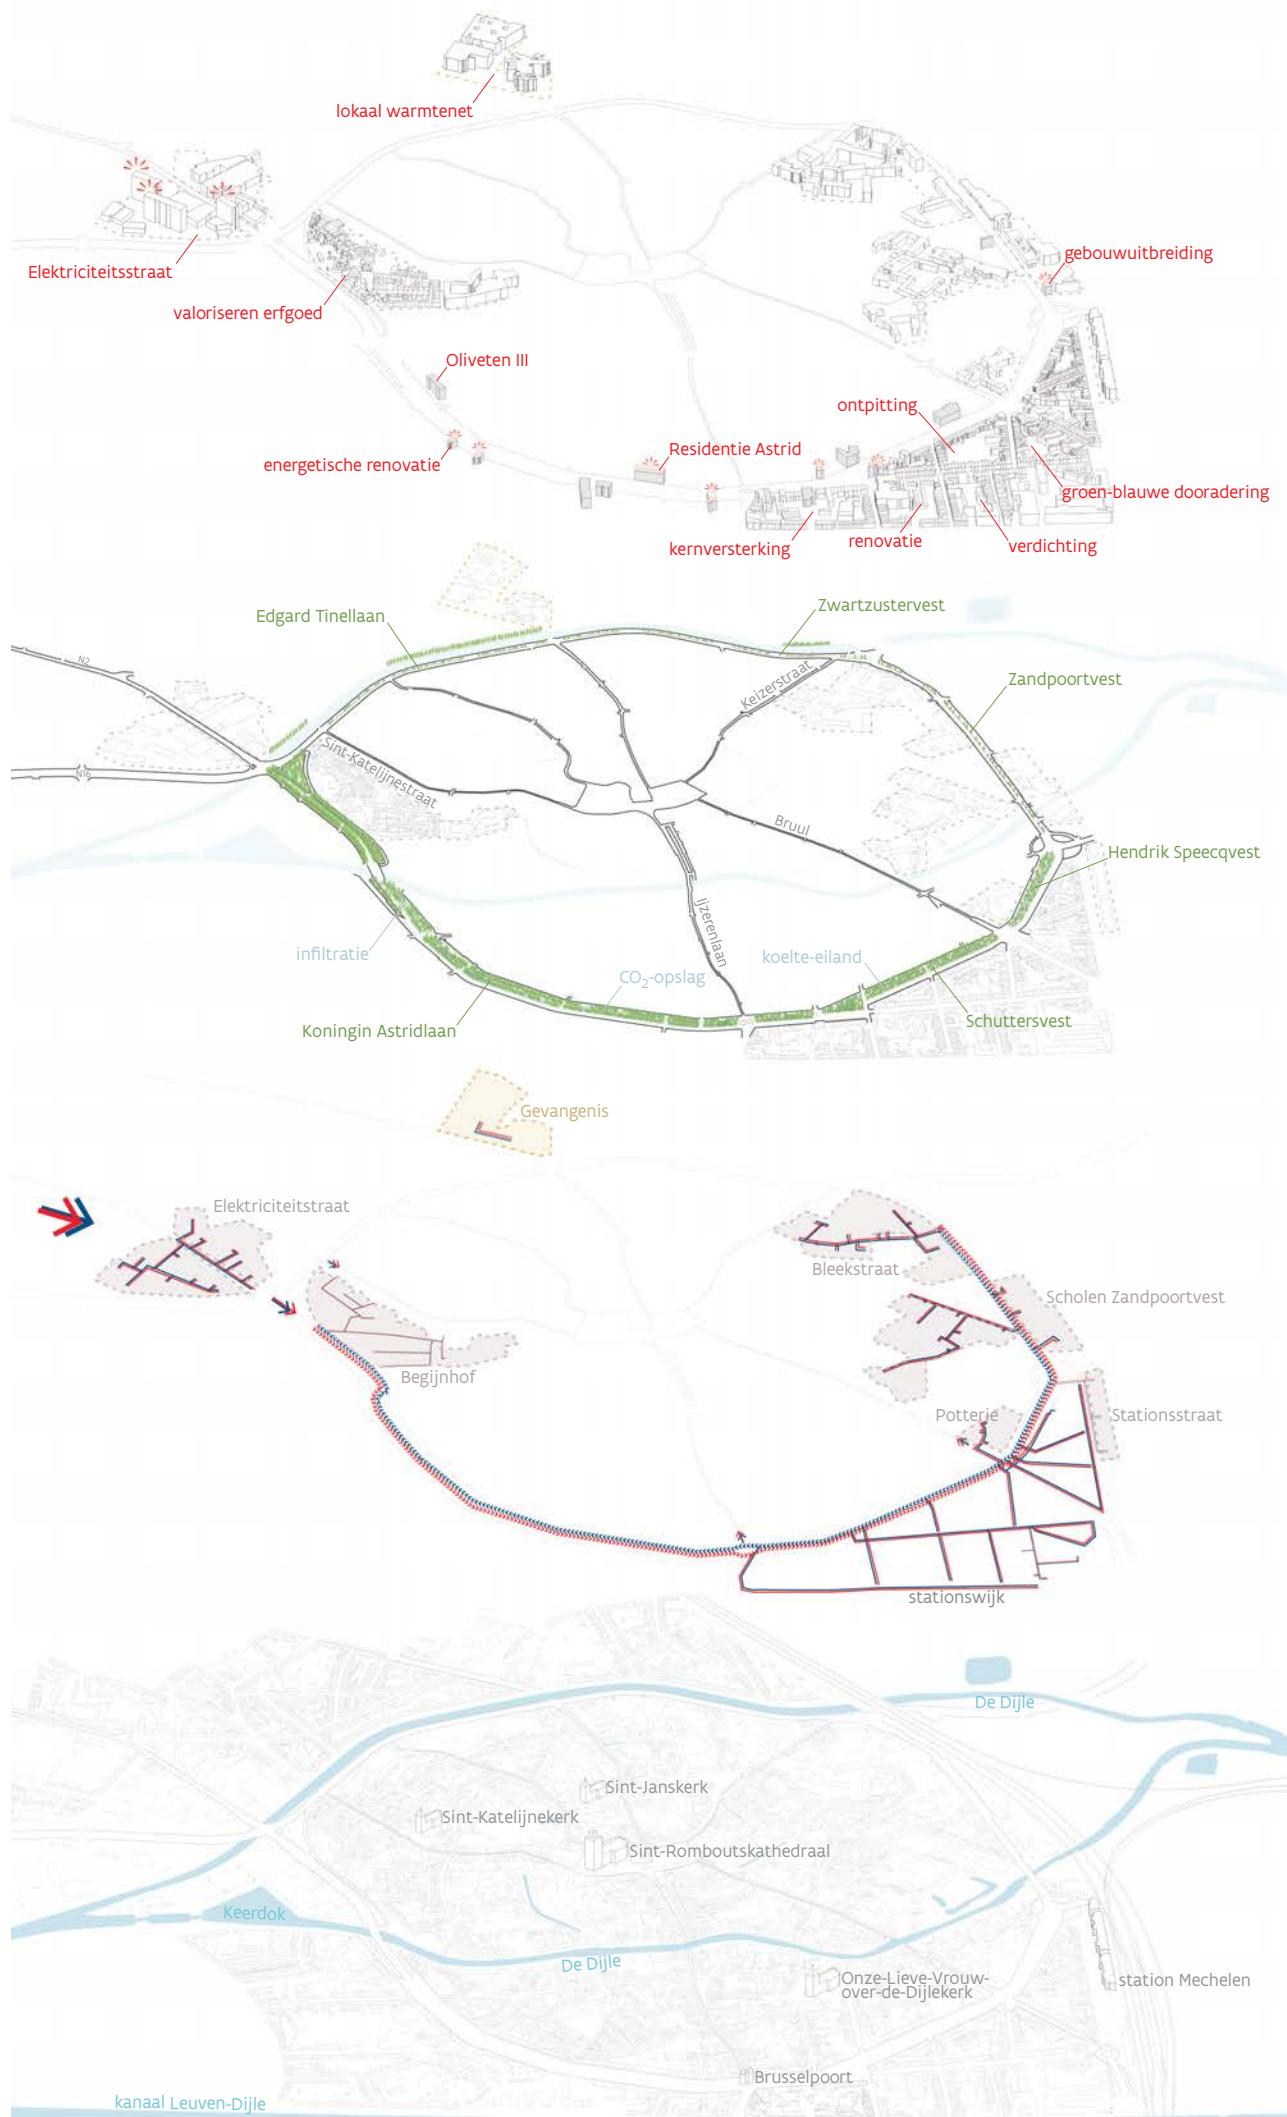 lokaal warmtenet
gebouwuitbreiding
Elektriciteitsstraat
valoriseren erfgoed
Oliveten III
ontpitting
Residentie Astrid
energetische renovatie
groen-blauwe dooradering
renovatie
verdichting
kernversterking
Zwartzustervest
Edgard Tinellaan
N2
Keizerstraat
Zandpoortvest
N16
Sint-Katelijnestraat
Bruul
Hendrik Speecqvest
Ijzerenlaan
infiltratie
koelte-eiland
CO₂-opslag
Schuttersvest
Koningin Astridlaan
Gevangenis
Elektriciteitstraat
Bleekstraat
Scholen Zandpoortvest
Begijnhof
Potterie
Stationsstraat
stationswijk
De Dijle
Sint-Janskerk
Sint-Katelijnekerk
Sint-Romboutskathedraal
Keerdok
De Dijle
Onze-Lieve-Vrouw-
over-de-Dijlekerk
station Mechelen
Brusselpoort
kanaal Leuven-Dijle